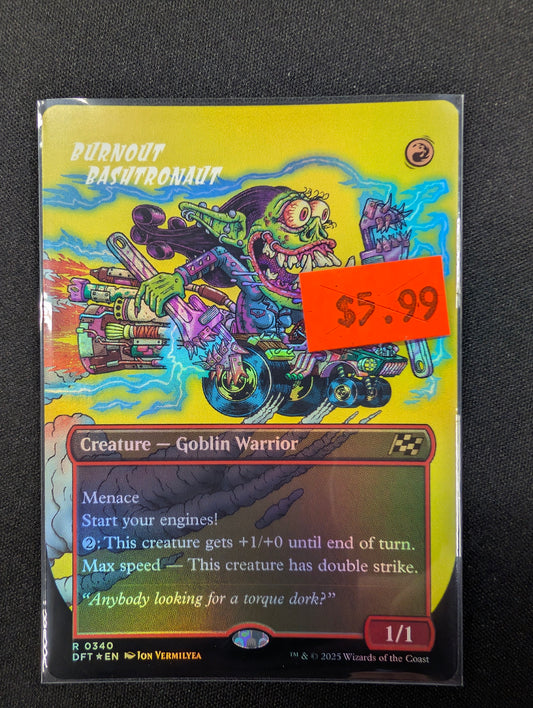 BURNOUT
BASHTRONAUT
$5.99
Creature — Goblin Warrior
Menace
Start your engines!
②: This creature gets +1/+0 until end of turn.
Max speed — This creature has double strike.
“Anybody looking for a torque dork?”
1/1
R 0340
DFT ★ EN Jon Vermilyea
™ & © 2025 Wizards of the Coast